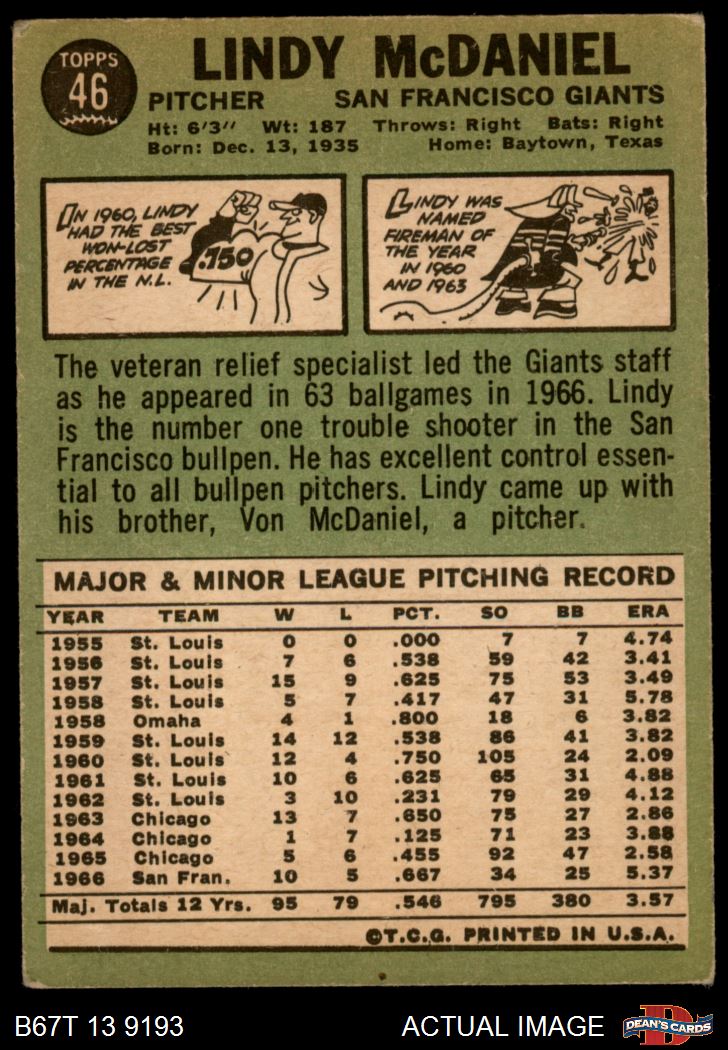 TOPPS
46
LINDY McDANIEL
PITCHER SAN FRANCISCO GIANTS
Ht: 6'3" Wt: 187 Throws: Right Bats: Right
Born: Dec. 13, 1935 Home: Baytown, Texas
IN 1960, LINDY
HAD THE BEST
WON-LOST
PERCENTAGE
IN THE N.L.
.750
LINDY WAS
NAMED
FIREMAN OF
THE YEAR
IN 1960
AND 1963
The veteran relief specialist led the Giants staff
as he appeared in 63 ballgames in 1966. Lindy
is the number one trouble shooter in the San
Francisco bullpen. He has excellent control essen-
tial to all bullpen pitchers. Lindy came up with
his brother, Von McDaniel, a pitcher.
MAJOR & MINOR LEAGUE PITCHING RECORD
YEAR TEAM W L PCT. SO BB ERA
1955 St. Louis 0 0 .000 7 7 4.74
1956 St. Louis 7 6 .538 59 42 3.41
1957 St. Louis 15 9 .625 75 53 3.49
1958 St. Louis 5 7 .417 47 31 5.78
1958 Omaha 4 1 .800 18 6 3.82
1959 St. Louis 14 12 .538 86 41 3.82
1960 St. Louis 12 4 .750 105 24 2.09
1961 St. Louis 10 6 .625 65 31 4.88
1962 St. Louis 3 10 .231 79 29 4.12
1963 Chicago 13 7 .650 75 27 2.86
1964 Chicago 1 7 .125 71 23 3.88
1965 Chicago 5 6 .455 92 47 2.58
1966 San Fran. 10 5 .667 34 25 5.37
Maj. Totals 12 Yrs. 95 79 .546 795 380 3.57
©T.C.G. PRINTED IN U.S.A.
B67T 13 9193 ACTUAL IMAGE
DEAN'S CARDS